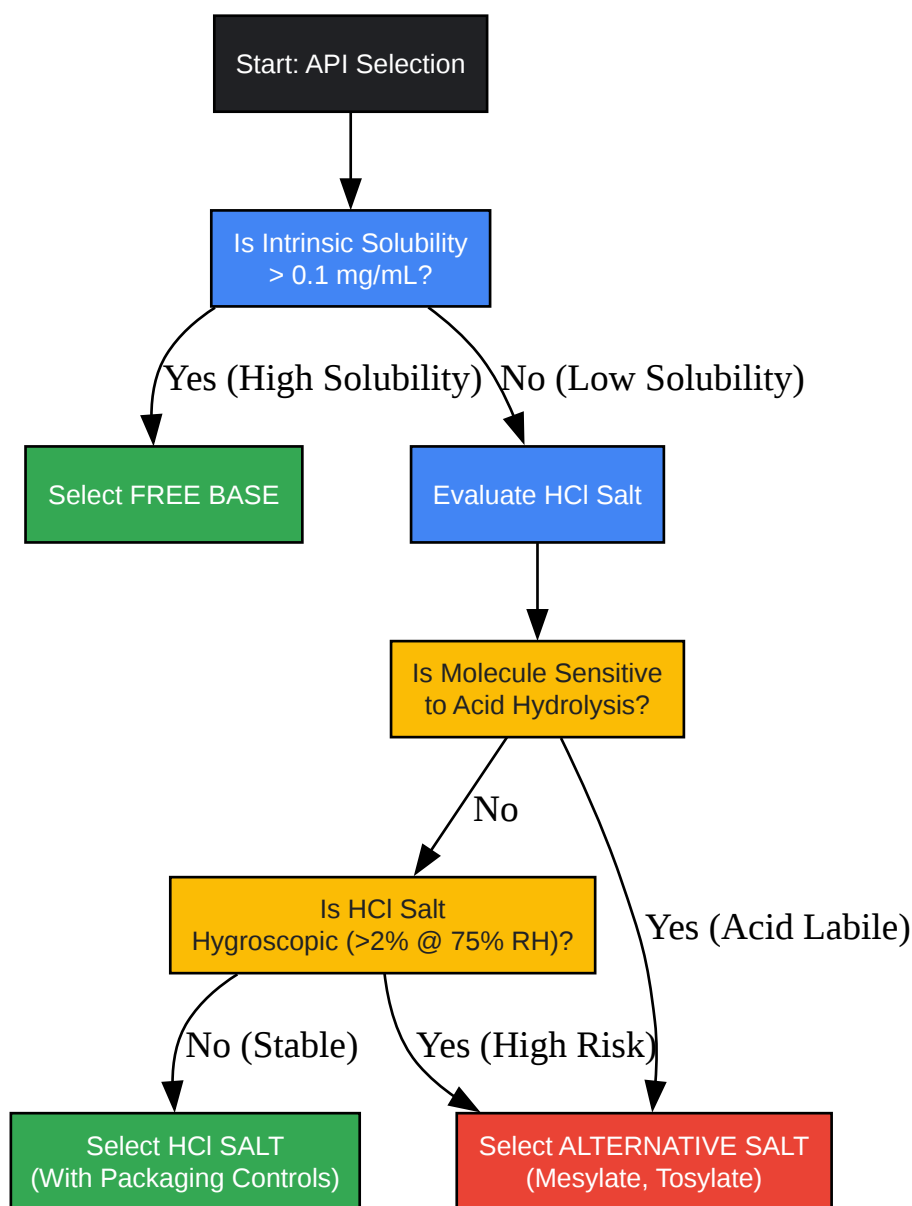 Start: API Selection
Is Intrinsic Solubility
> 0.1 mg/mL?
Yes (High Solubility)
No (Low Solubility)
Select FREE BASE
Evaluate HCl Salt
Is Molecule Sensitive
to Acid Hydrolysis?
No
Yes (Acid Labile)
Is HCl Salt
Hygroscopic (>2% @ 75% RH)?
No (Stable)
Yes (High Risk)
Select HCl SALT
(With Packaging Controls)
Select ALTERNATIVE SALT
(Mesylate, Tosylate)